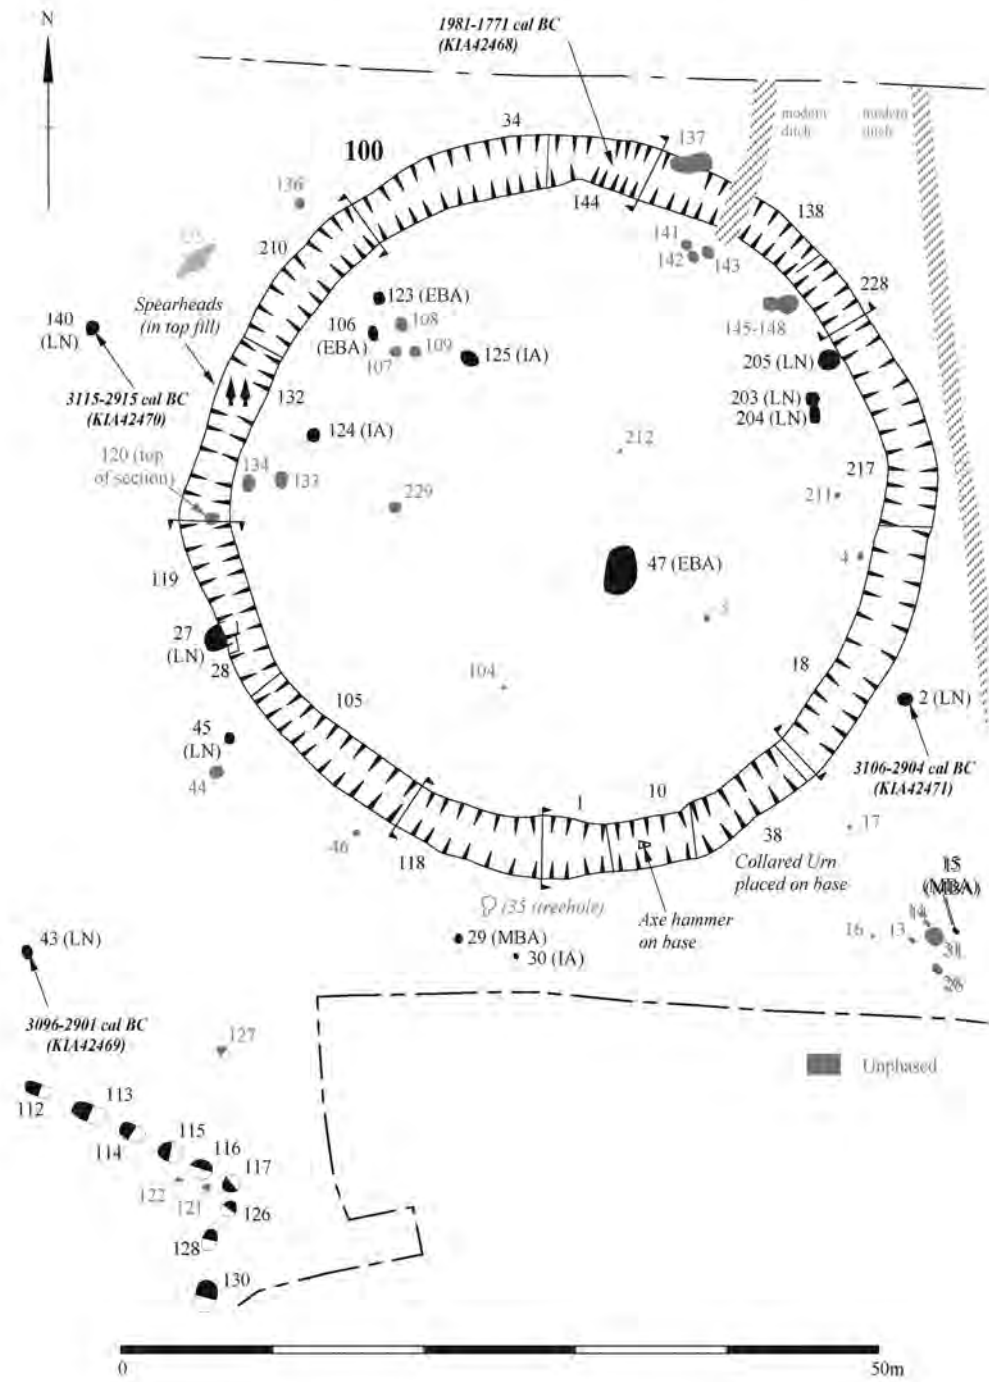 N
1981-1771 cal BC
(KIA42468)
34
100
137
modern
ditch
modern
ditch
136
144
138
210
141
142
143
228
Spearheads
(in top fill)
123 (EBA)
140
(LN)
106
(EBA)
108
145-148
107
109
125 (IA)
205 (LN)
3115-2915 cal BC
(KIA42470)
132
203 (LN)
204 (LN)
124 (IA)
212
120 (top
of section)
134
133
217
229
211
119
47 (EBA)
4
3
27
(LN)
28
104
18
105
2 (LN)
45
(LN)
44
3106-2904 cal BC
(KIA42471)
1
10
46
118
38
17
Collared Urn
placed on base
15
(MBA)
135 treehole)
Axe hammer
on base
14
43 (LN)
29 (MBA)
16
13
31
30 (IA)
3096-2901 cal BC
(KIA42469)
127
Unphased
112
113
114
115
116
117
122
121
126
128
130
0
50m